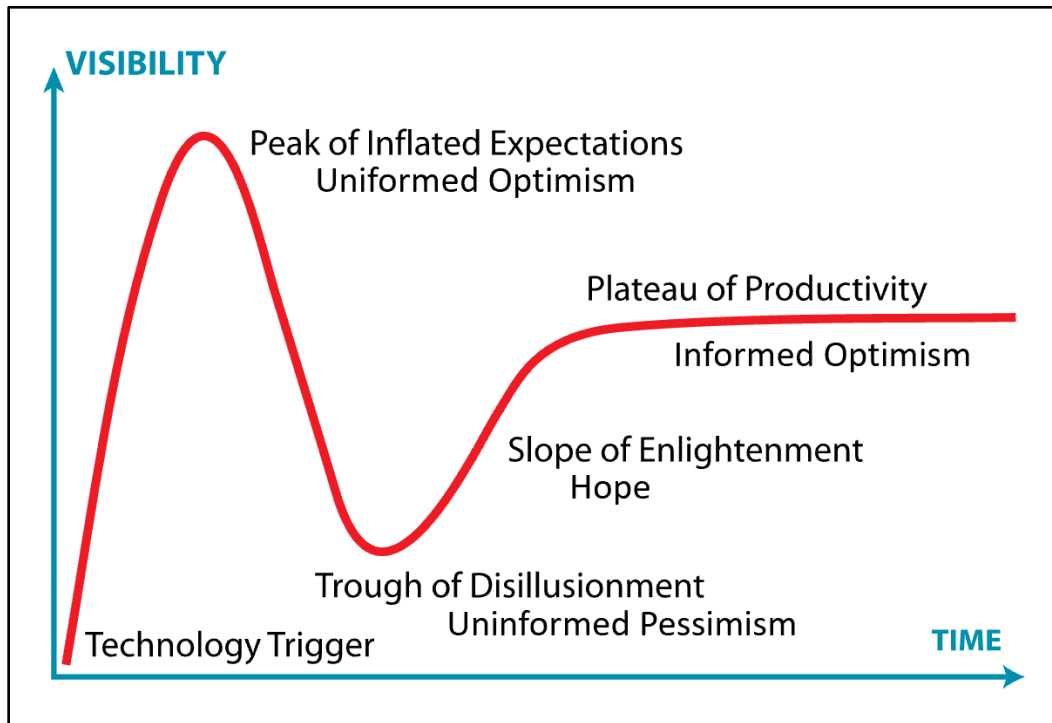 VISIBILITY
Peak of Inflated Expectations
Uniformed Optimism
Plateau of Productivity
Informed Optimism
Slope of Enlightenment
Hope
Trough of Disillusionment
Uninformed Pessimism
Technology Trigger
TIME